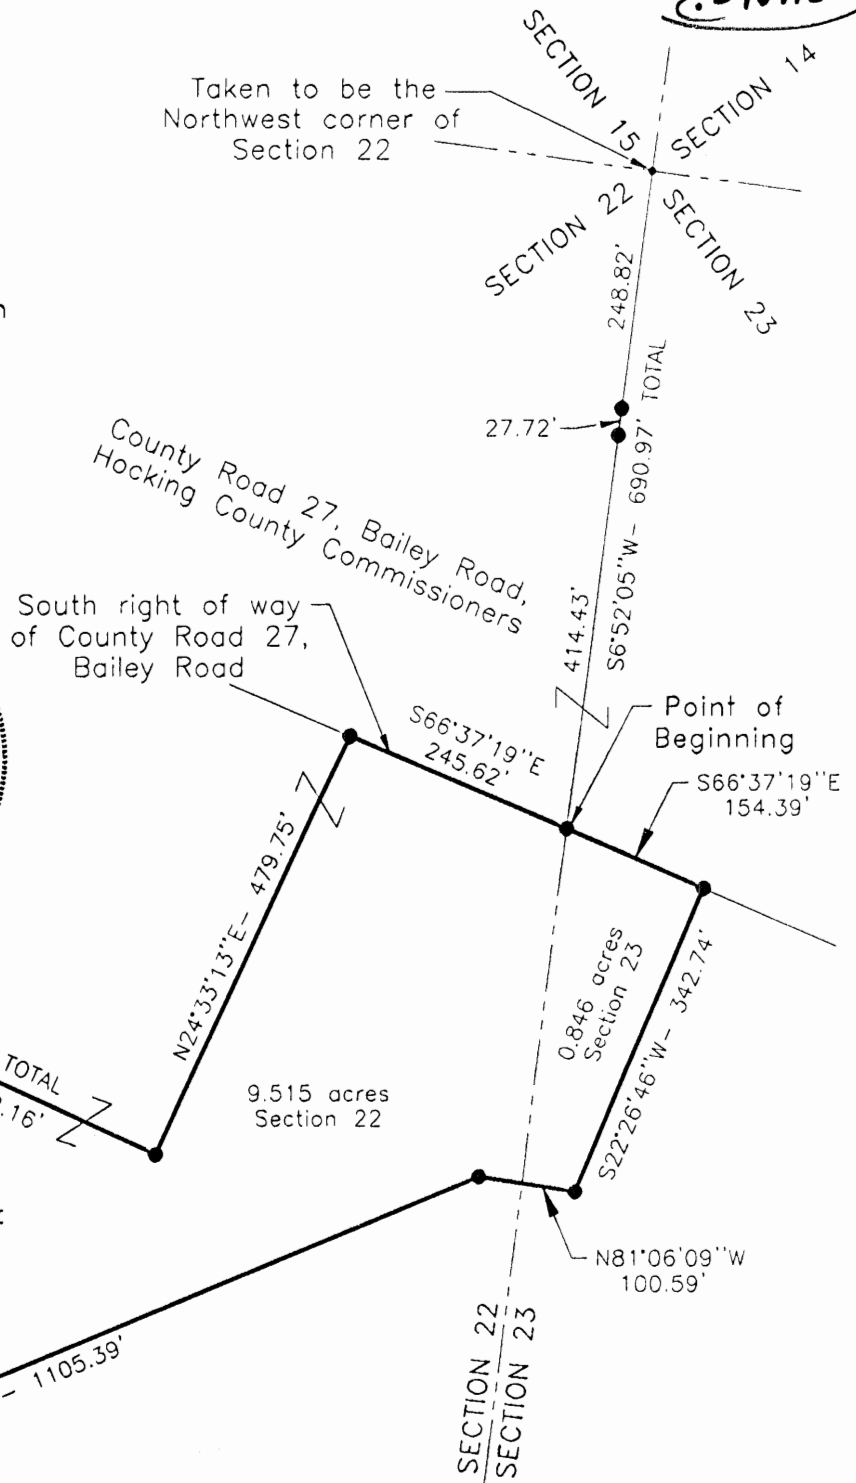 SECTION 15
SECTION 14
Taken to be the
Northwest corner of
Section 22
SECTION 22
SECTION 23
248.82'
27.72'
S6°52'05"W- 690.97' TOTAL
414.43'
County Road 27, Bailey Road,
Hocking County Commissioners
South right of way
of County Road 27,
Bailey Road
S66°37'19"E
245.62'
Point of
Beginning
S66°37'19"E
154.39'
N24°33'13"E- 479.75'
0.846 acres
Section 23
S22°26'46"W- 342.74'
TOTAL
.16'
9.515 acres
Section 22
N81°06'09"W
100.59'
- 1105.39'
SECTION 22
SECTION 23